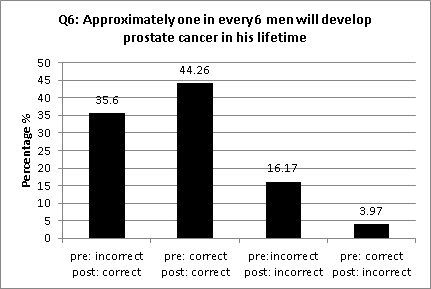 Q6: Approximately one in every 6 men will develop
prostate cancer in his lifetime
Percentage %
50
45
40
35
30
25
20
15
10
5
0
35.6
44.26
16.17
3.97
pre: incorrect
post: correct
pre: correct
post: correct
pre:incorrect
post: incorrect
pre: correct
post: incorrect